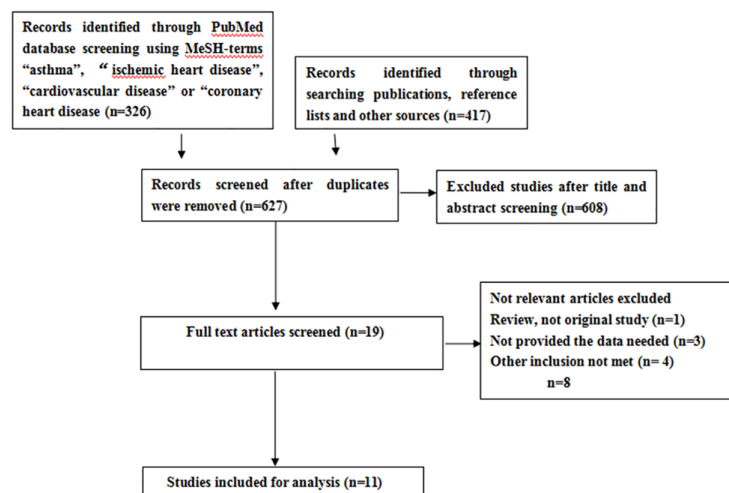 Records identified through PubMed
database screening using MeSH-terms
“asthma”, “ischemic heart disease”,
“cardiovascular disease” or “coronary
heart disease (n=326)
Records identified through
searching publications, reference
lists and other sources (n=417)
Records screened after duplicates
were removed (n=627)
Excluded studies after title and
abstract screening (n=608)
Full text articles screened (n=19)
Not relevant articles excluded
Review, not original study (n=1)
Not provided the data needed (n=3)
Other inclusion not met (n= 4)
n=8
Studies included for analysis (n=11)